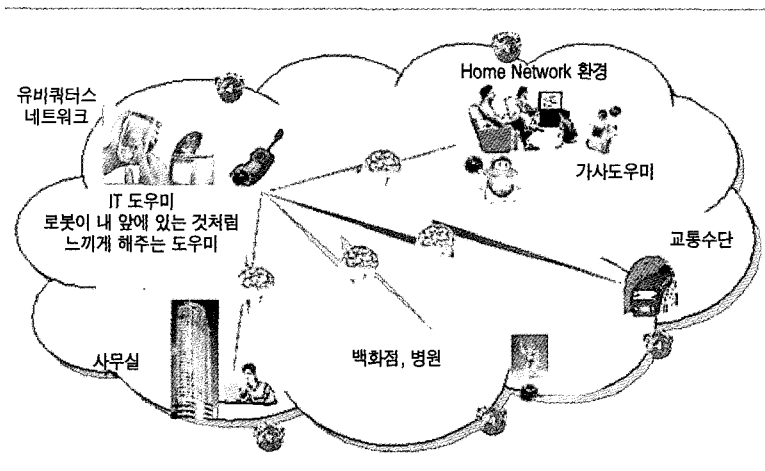 Home Network 환경
유비쿼터스
네트워크
가사도우미
IT 도우미
로봇이 내 앞에 있는 것처럼
느끼게 해주는 도우미
교통수단
사무실
백화점, 병원